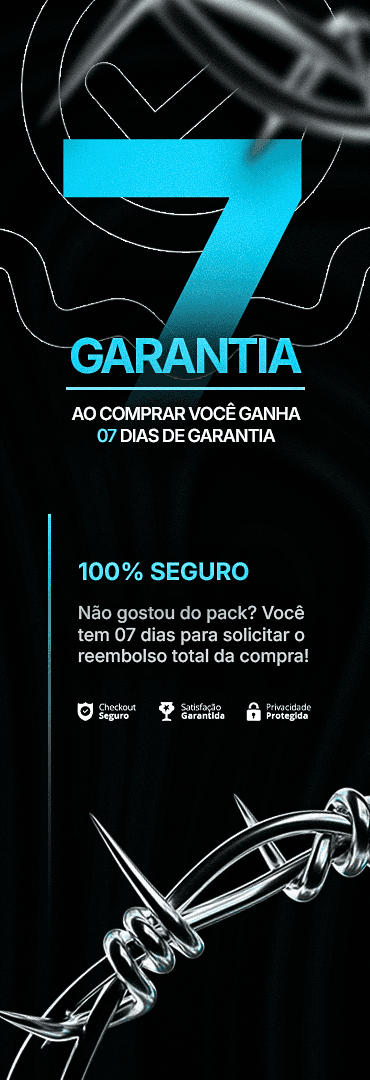 7
GARANTIA
AO COMPRAR VOCÊ GANHA
07 DIAS DE GARANTIA
100% SEGURO
Não gostou do pack? Você
tem 07 dias para solicitar o
reembolso total da compra!
Checkout
Seguro
Satisfação
Garantida
Privacidade
Protegida